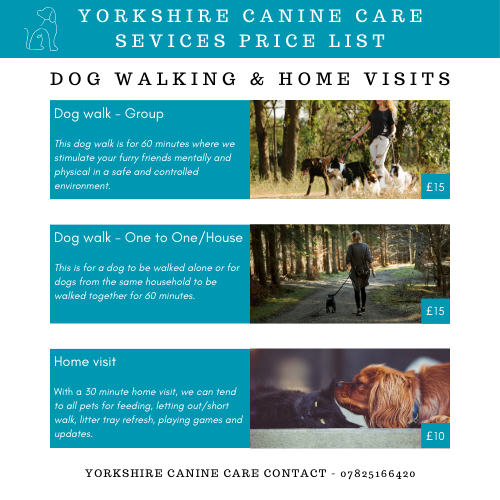 YORKSHIRE CANINE CARE
SEVICES PRICE LIST
DOG WALKING & HOME VISITS
Dog walk - Group
This dog walk is for 60 minutes where we
stimulate your furry friends mentally and
physical in a safe and controlled
environment.
£15
Dog walk - One to One/House
This is for a dog to be walked alone or for
dogs from the same household to be
walked together for 60 minutes.
£15
Home visit
With a 30 minute home visit, we can tend
to all pets for feeding, letting out/short
walk, litter tray refresh, playing games and
updates.
£10
YORKSHIRE CANINE CARE CONTACT - 07825166420